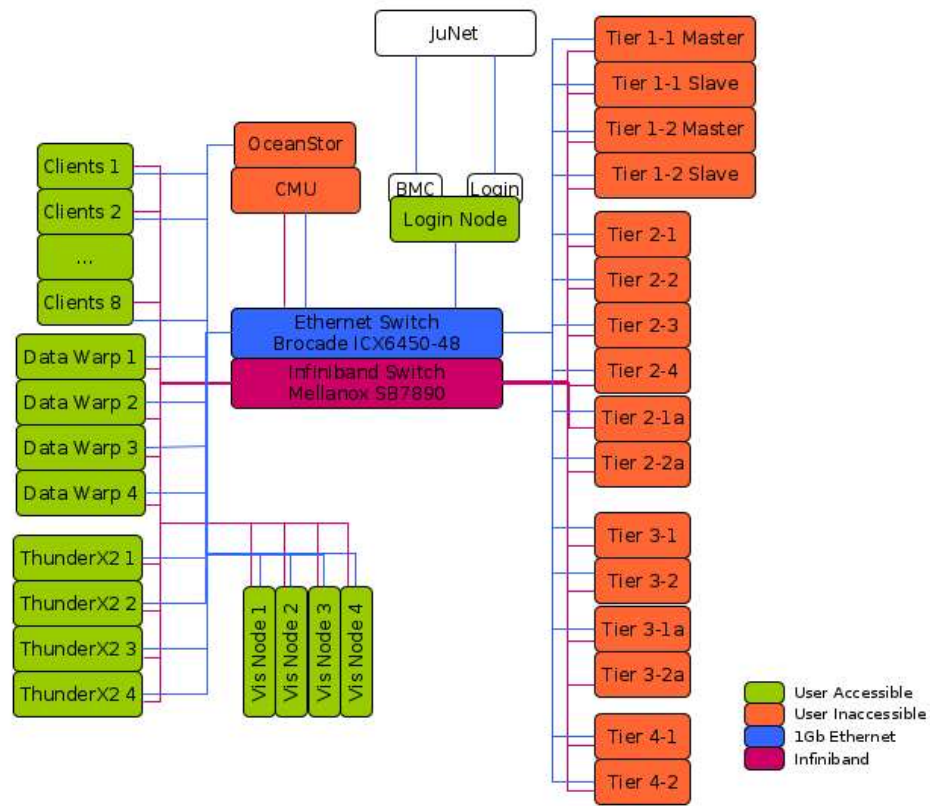 JuNet
OceanStor
CMU
BMC
Login
Login Node
Clients 1
Clients 2
...
Clients 8
Ethernet Switch
Brocade ICX6450-48
Infiniband Switch
Mellanox SB7890
Data Warp 1
Data Warp 2
Data Warp 3
Data Warp 4
ThunderX2 1
ThunderX2 2
ThunderX2 3
ThunderX2 4
Vis Node 1
Vis Node 2
Vis Node 3
Vis Node 4
Tier 1-1 Master
Tier 1-1 Slave
Tier 1-2 Master
Tier 1-2 Slave
Tier 2-1
Tier 2-2
Tier 2-3
Tier 2-4
Tier 2-1a
Tier 2-2a
Tier 3-1
Tier 3-2
Tier 3-1a
Tier 3-2a
Tier 4-1
Tier 4-2
User Accessible
User Inaccessible
1Gb Ethernet
Infiniband